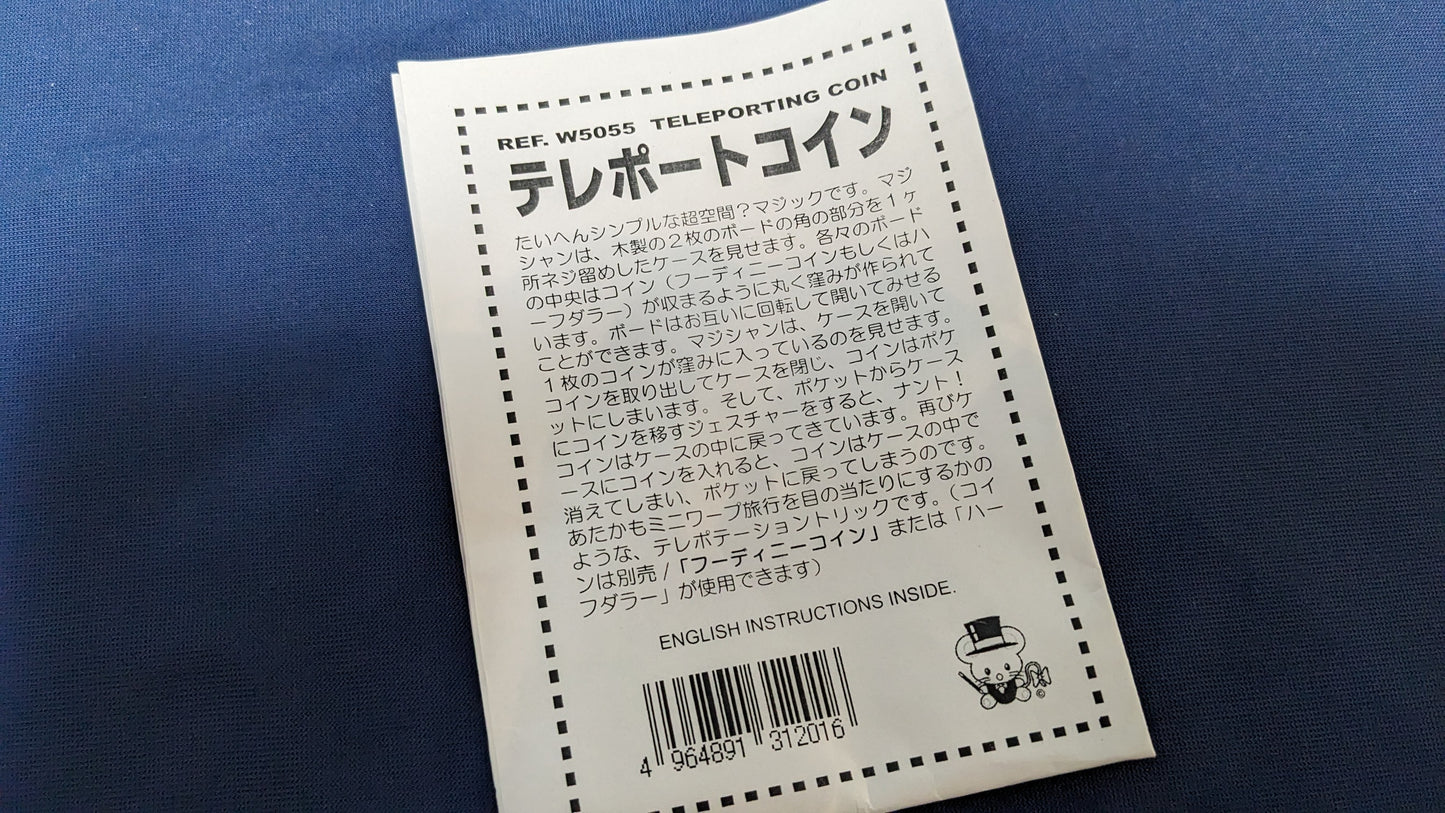 REF. W5055 TELEPORTING COIN
テレポートコイン
たいへんシンプルな超空間？マジックです。マジ
シャンは、木製の２枚のボードの角の部分を１ヶ
所ネジ留めしたケースを見せます。各々のボード
の中央はコイン（フーディニーコインもしくはハ
ーフダラー）が収まるように丸く窪みが作られて
います。ボードはお互いに回転して開いてみせる
ことができます。マジシャンは、ケースを開いて
１枚のコインが窪みに入っているのを見せます。
コインを取り出してケースを閉じ、コインはポケ
ットにしまいます。そして、ポケットからケース
にコインを移すジェスチャーをすると、ナント！
コインはケースの中に戻ってきています。再びケ
ースにコインを入れると、コインはケースの中で
消えてしまい、ポケットに戻ってしまうのです。
あたかもミニワープ旅行を目の当たりにするかの
ような、テレポテーショントリックです。（コイ
ンは別売/「フーディニーコイン」または「ハー
フダラー」が使用できます）
ENGLISH INSTRUCTIONS INSIDE.
4 964891 312016
©